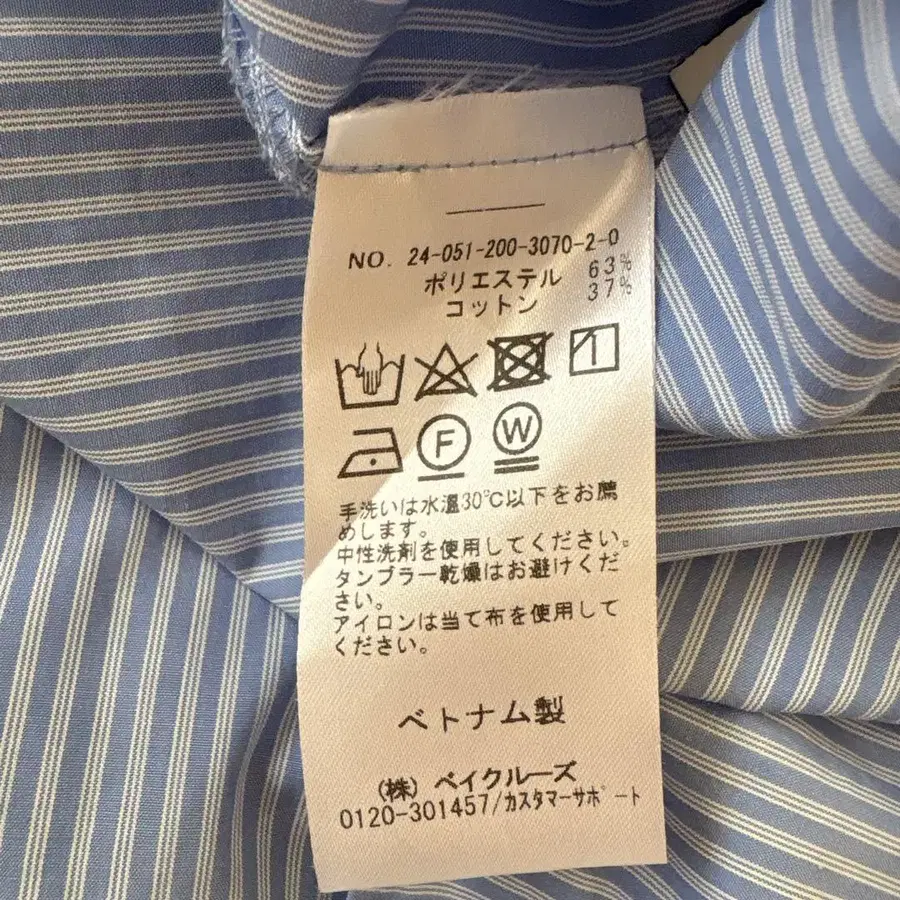 NO. 24-051-200-3070-2-0
ポリエステル 63%
コットン 37%
F W
手洗いは水温30℃以下をお薦
めします。
中性洗剤を使用してください。
タンブラー乾燥はお避けくだ
さい。
アイロンは当て布を使用して
ください。
ベトナム製
(株) ベイクルーズ
0120-301457/カスタマーサポート